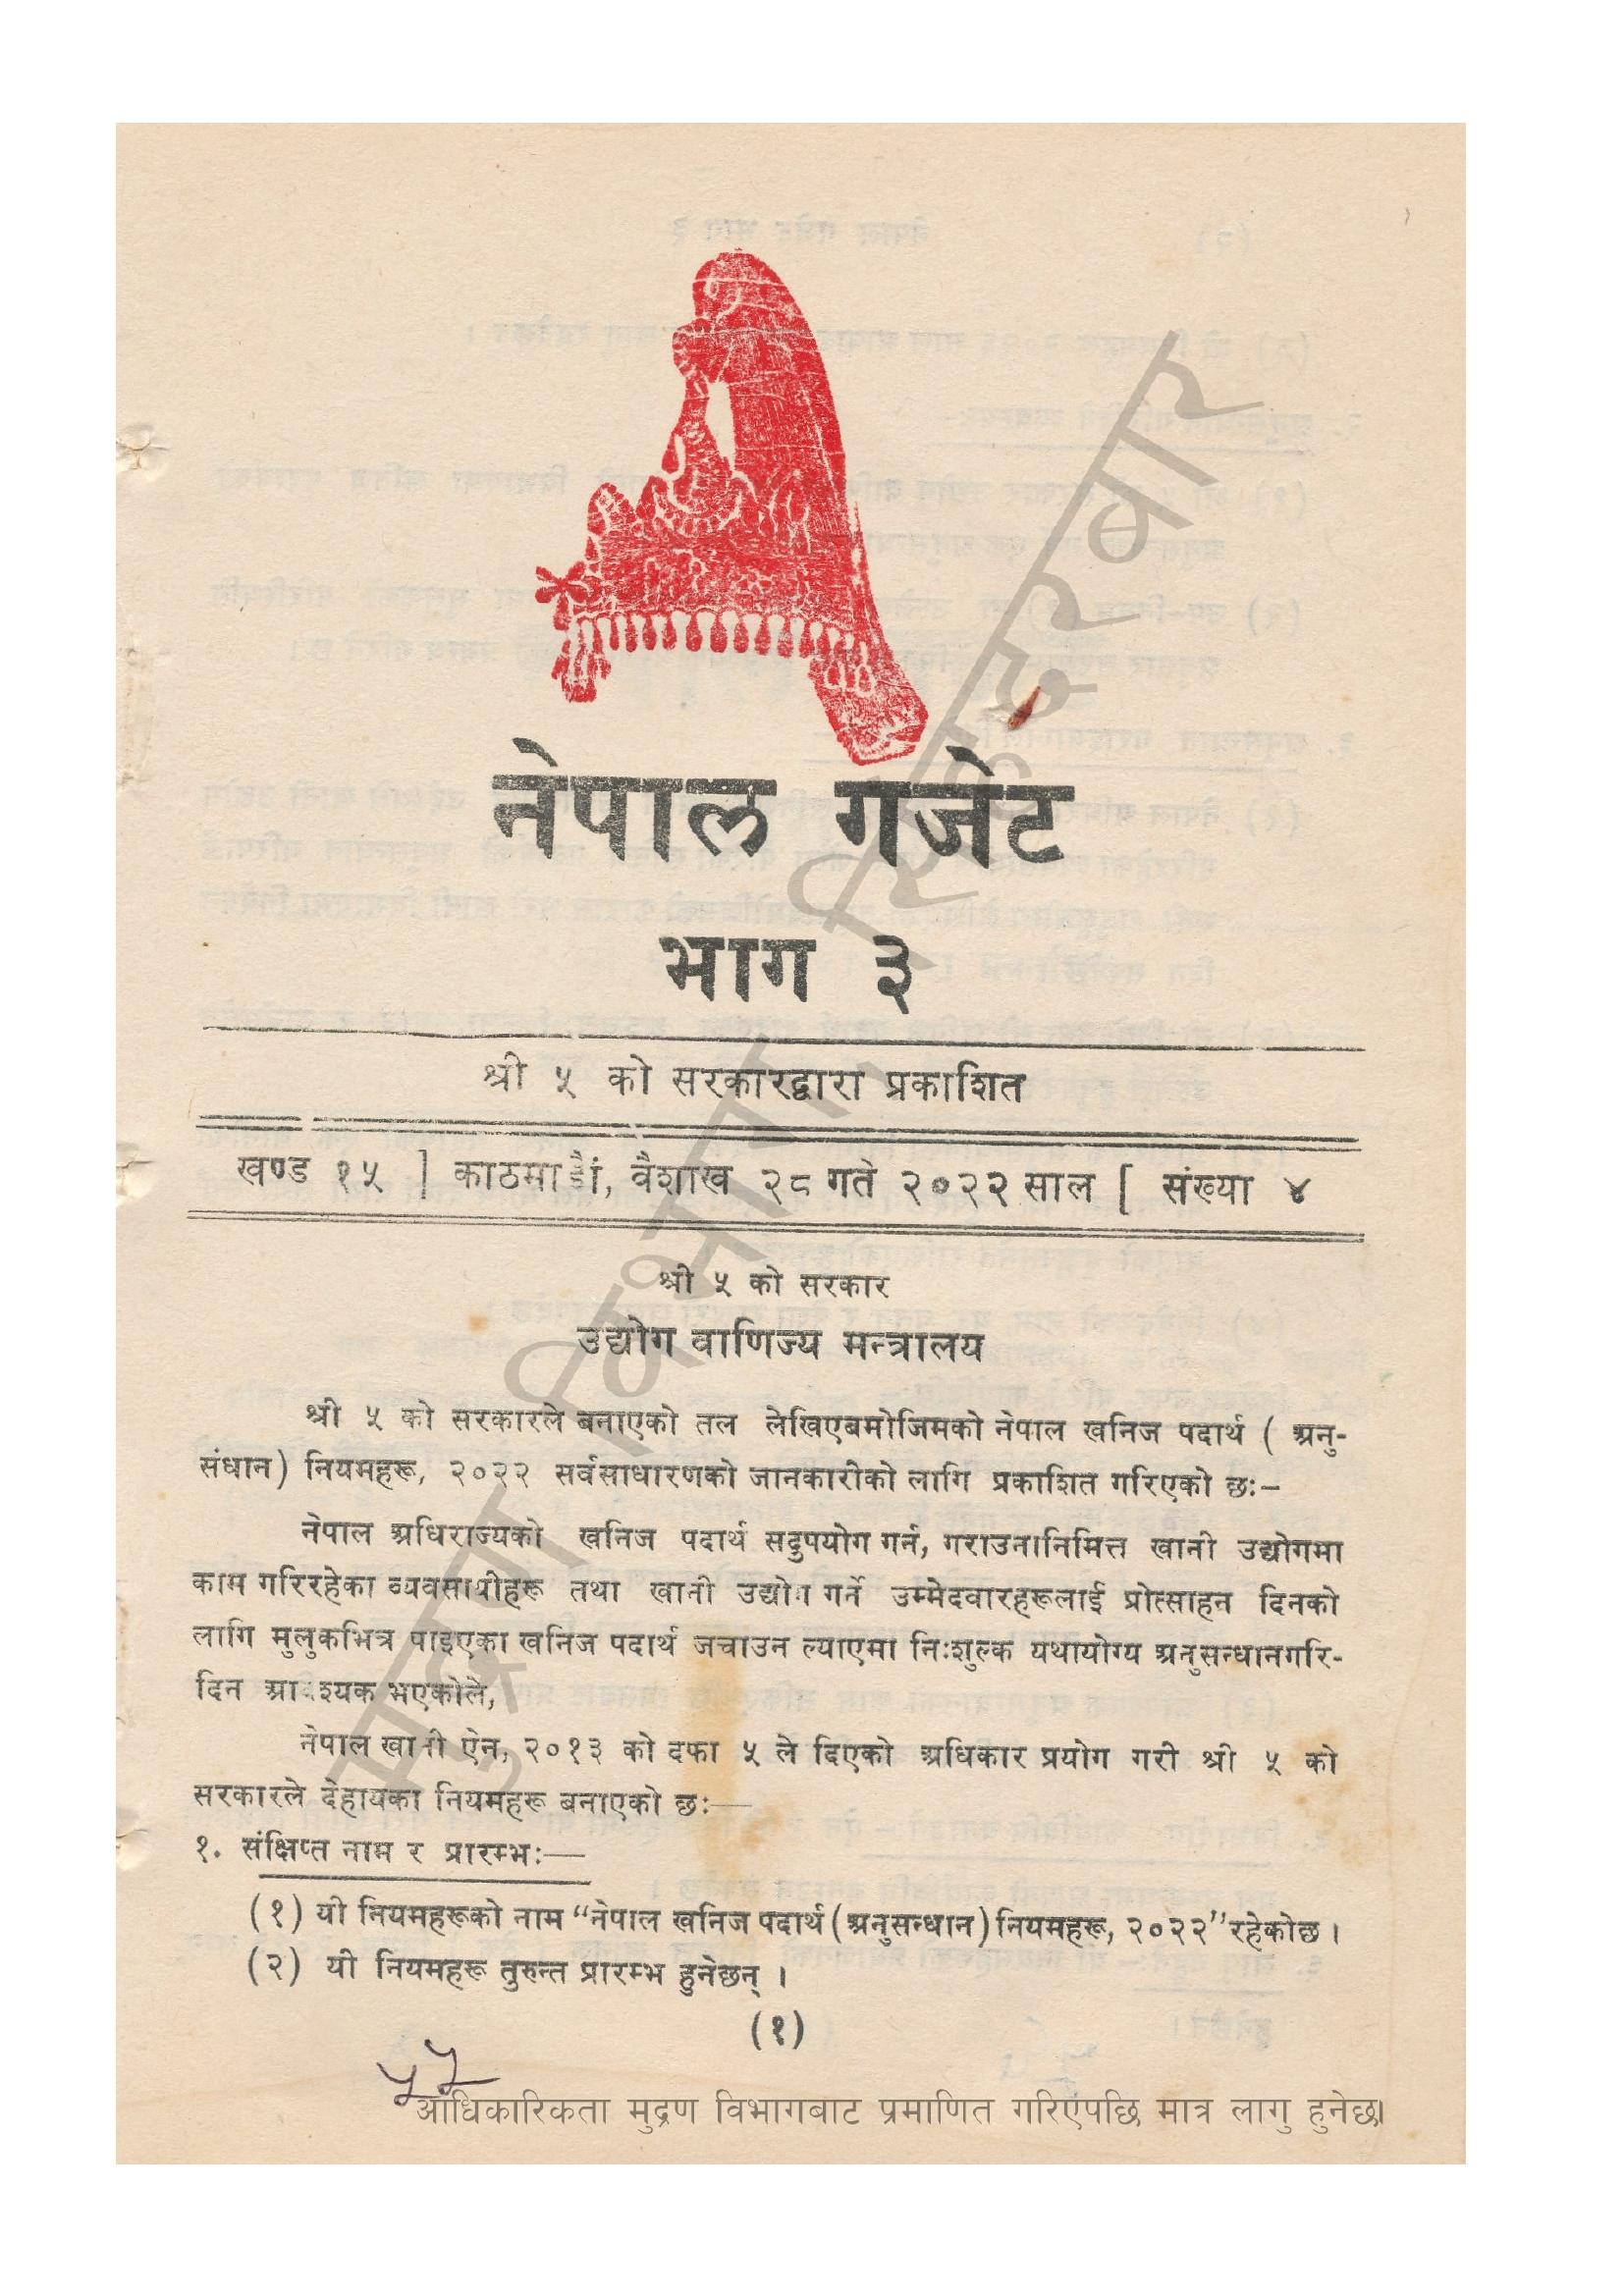 नेपाल गजेट
भाग ३
श्री ५ को सरकारद्वारा प्रकाशित
खण्ड १५ ] काठमाडौं, वैशाख २८ गते २०२२ साल [ संख्या ४
श्री ५ को सरकार
उद्योग वाणिज्य मन्त्रालय
श्री ५ को सरकारले बनाएको तल लेखिएबमोजिमको नेपाल खनिज पदार्थ ( अनु-
संधान) नियमहरू, २०२२ सर्वसाधारणको जानकारीको लागि प्रकाशित गरिएको छः–
नेपाल अधिराज्यको खनिज पदार्थ सदुपयोग गर्न, गराउनानिमित्त खानी उद्योगमा
काम गरिरहेका व्यवसायीहरू तथा खानी उद्योग गर्ने उम्मेदवारहरूलाई प्रोत्साहन दिनको
लागि मुलुकभित्र पाइएका खनिज पदार्थ जचाउन ल्याएमा निःशुल्क यथायोग्य अनुसन्धानगरि-
दिन आवश्यक भएकोले,
नेपाल खानी ऐन, २०१३ को दफा ५ ले दिएको अधिकार प्रयोग गरी श्री ५ को
सरकारले देहायका नियमहरू बनाएको छः—
१. संक्षिप्त नाम र प्रारम्भः—
(१) यी नियमहरूको नाम “नेपाल खनिज पदार्थ (अनुसन्धान) नियमहरू, २०२२” रहेकोछ ।
(२) यी नियमहरू तुरुन्त प्रारम्भ हुनेछन् ।
(१)
५५
आधिकारिकता मुद्रण विभागबाट प्रमाणित गरिएपछि मात्र लागु हुनेछ।
मुद्रण विभाग, सिंहदरबार